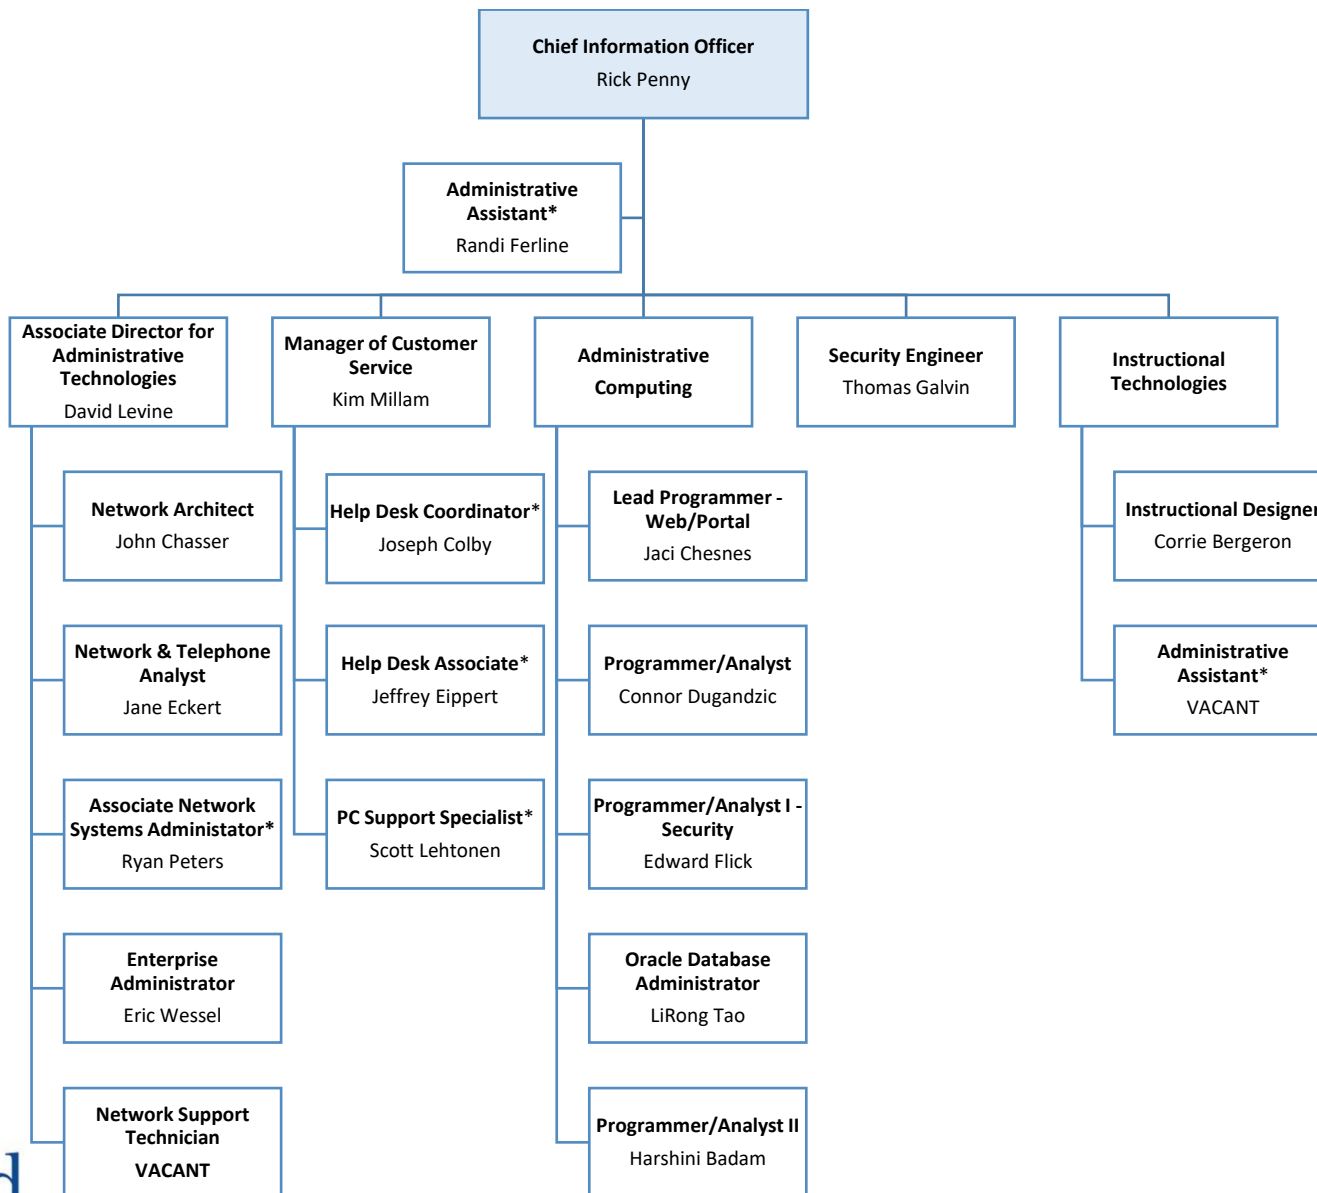 Chief Information Officer
Rick Penny
Administrative
Assistant*
Randi Ferline
Associate Director for
Administrative
Technologies
David Levine
Manager of Customer
Service
Kim Millam
Administrative
Computing
Security Engineer
Thomas Galvin
Instructional
Technologies
Network Architect
John Chasser
Network & Telephone
Analyst
Jane Eckert
Associate Network
Systems Administator*
Ryan Peters
Enterprise
Administrator
Eric Wessel
Network Support
Technician
VACANT
Help Desk Coordinator*
Joseph Colby
Help Desk Associate*
Jeffrey Eippert
PC Support Specialist*
Scott Lehtonen
Lead Programmer -
Web/Portal
Jaci Chesnes
Programmer/Analyst
Connor Dugandzic
Programmer/Analyst I -
Security
Edward Flick
Oracle Database
Administrator
LiRong Tao
Programmer/Analyst II
Harshini Badam
Instructional Designer
Corrie Bergeron
Administrative
Assistant*
VACANT